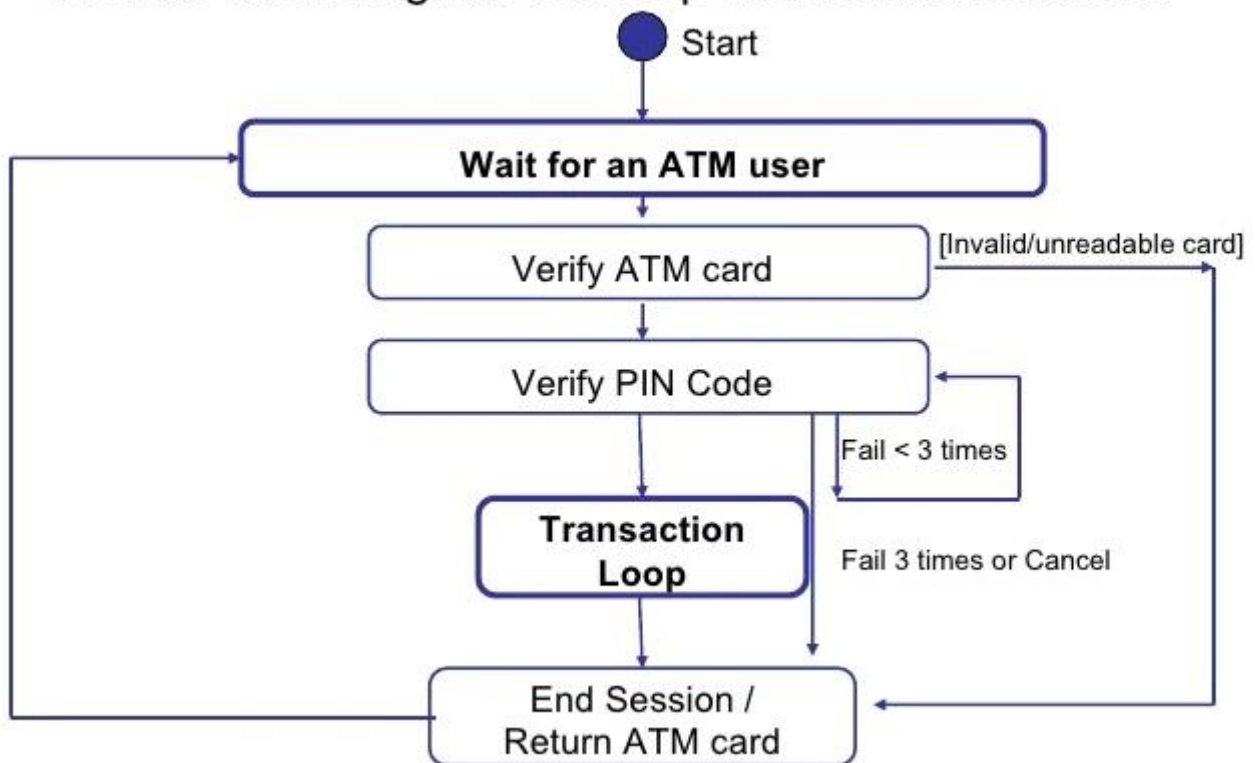 Start
Wait for an ATM user
[Invalid/unreadable card]
Verify ATM card
Verify PIN Code
Fail < 3 times
Transaction
Loop
Fail 3 times or Cancel
End Session /
Return ATM card